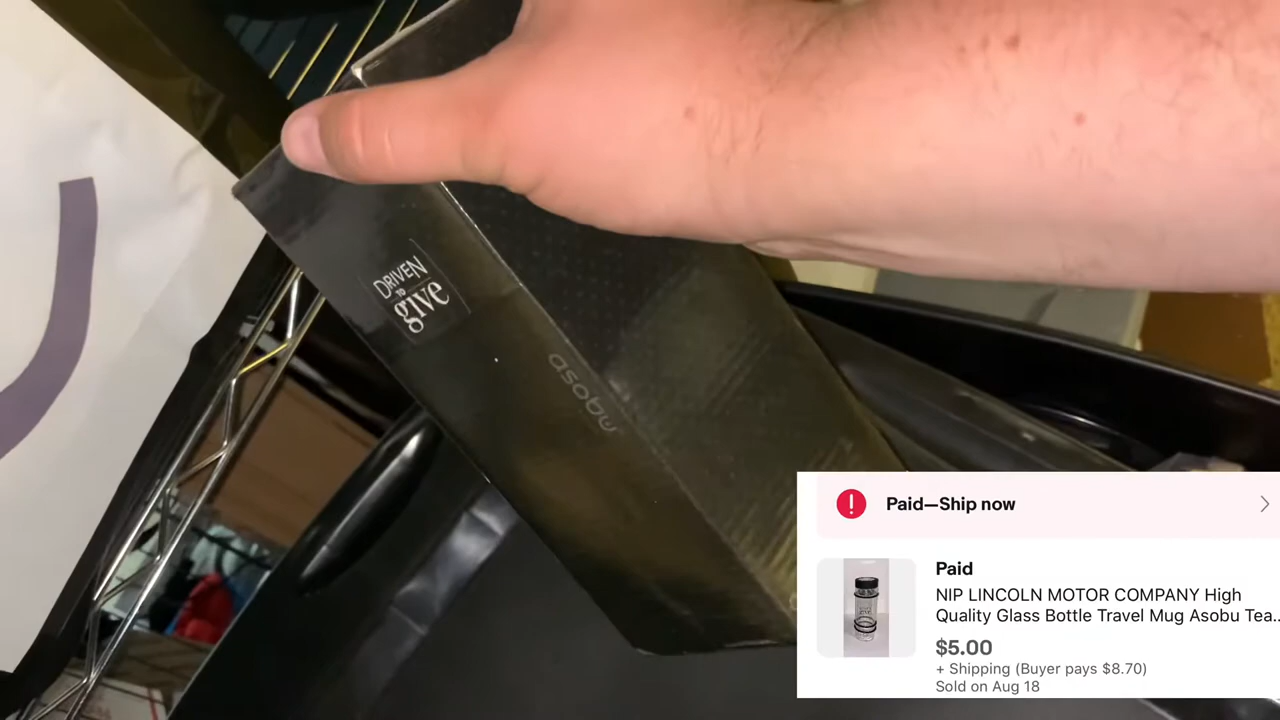 DRIVEN
TO
give
asobu
Paid—Ship now
Paid
NIP LINCOLN MOTOR COMPANY High
Quality Glass Bottle Travel Mug Asobu Tea..
$5.00
+ Shipping (Buyer pays $8.70)
Sold on Aug 18